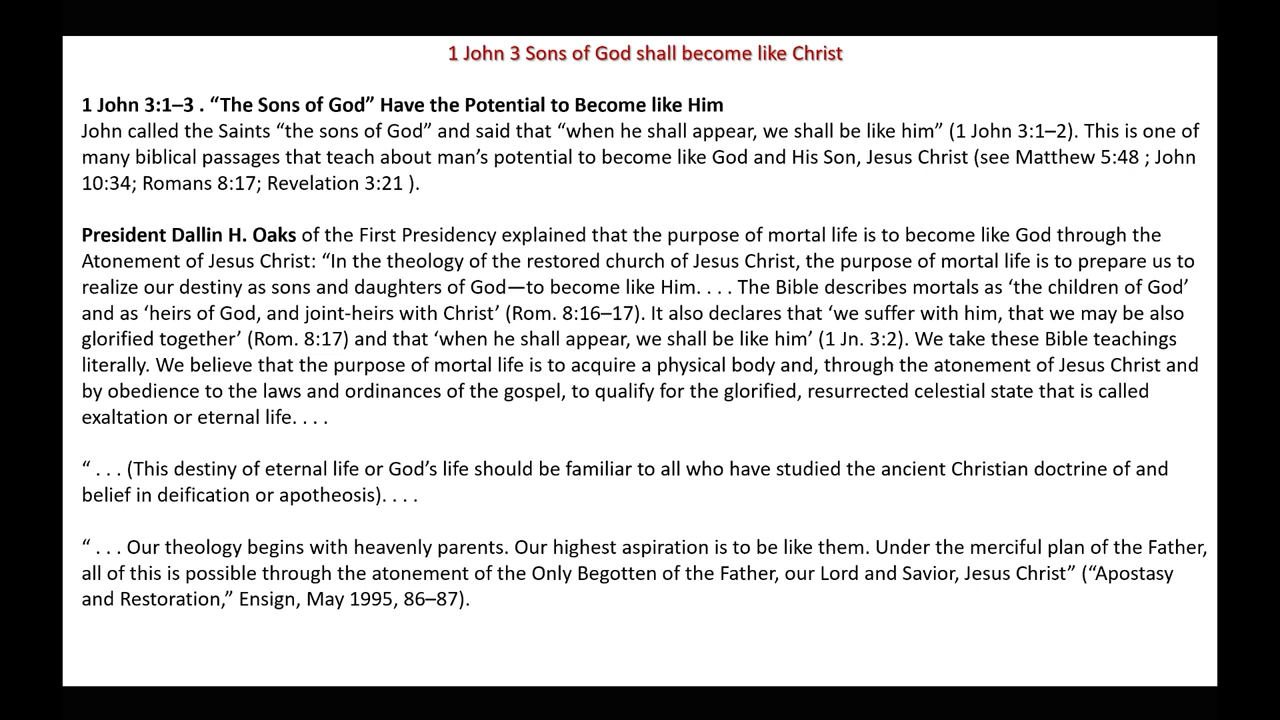 1 John 3 Sons of God shall become like Christ
1 John 3:1–3 . “The Sons of God” Have the Potential to Become like Him
John called the Saints “the sons of God” and said that “when he shall appear, we shall be like him” (1 John 3:1–2). This is one of
many biblical passages that teach about man’s potential to become like God and His Son, Jesus Christ (see Matthew 5:48 ; John
10:34; Romans 8:17; Revelation 3:21 ).
President Dallin H. Oaks of the First Presidency explained that the purpose of mortal life is to become like God through the
Atonement of Jesus Christ: “In the theology of the restored church of Jesus Christ, the purpose of mortal life is to prepare us to
realize our destiny as sons and daughters of God—to become like Him. . . . The Bible describes mortals as ‘the children of God’
and as ‘heirs of God, and joint-heirs with Christ’ (Rom. 8:16–17). It also declares that ‘we suffer with him, that we may be also
glorified together’ (Rom. 8:17) and that ‘when he shall appear, we shall be like him’ (1 Jn. 3:2). We take these Bible teachings
literally. We believe that the purpose of mortal life is to acquire a physical body and, through the atonement of Jesus Christ and
by obedience to the laws and ordinances of the gospel, to qualify for the glorified, resurrected celestial state that is called
exaltation or eternal life. . . .
“ . . . (This destiny of eternal life or God’s life should be familiar to all who have studied the ancient Christian doctrine of and
belief in deification or apotheosis). . . .
“ . . . Our theology begins with heavenly parents. Our highest aspiration is to be like them. Under the merciful plan of the Father,
all of this is possible through the atonement of the Only Begotten of the Father, our Lord and Savior, Jesus Christ” (“Apostasy
and Restoration,” Ensign, May 1995, 86–87).